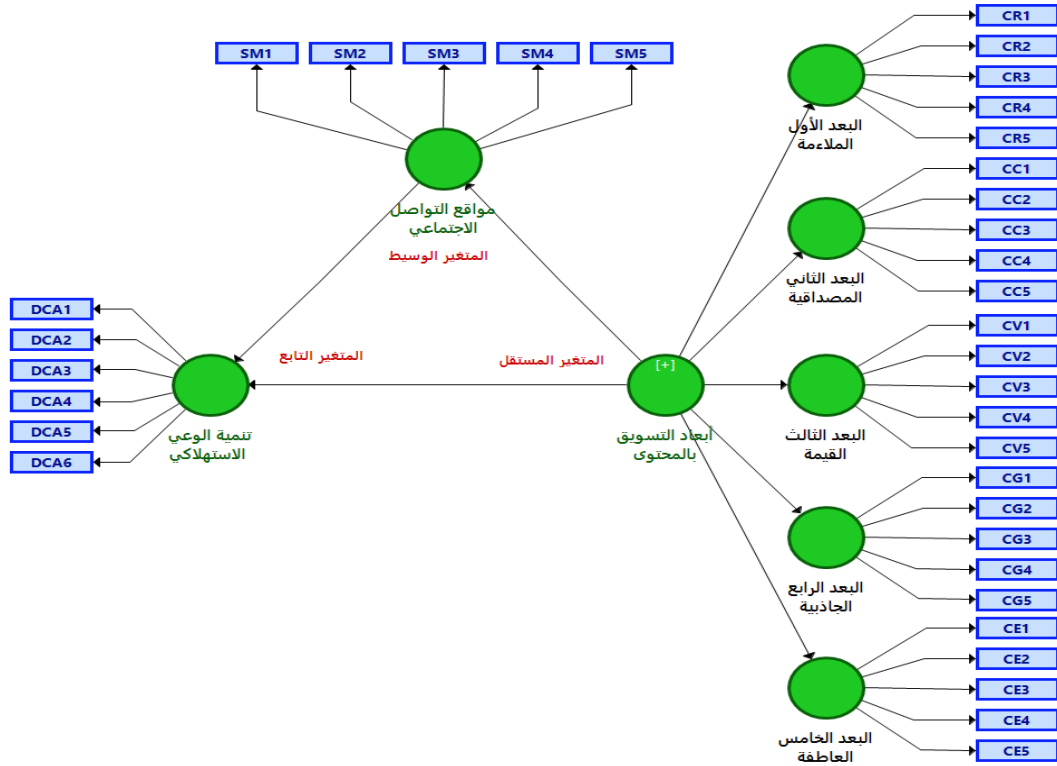 SM1
SM2
SM3
SM4
SM5
مواقع التواصل
الاجتماعي
المتغير الوسيط
CR1
CR2
CR3
CR4
CR5
البعد الأول
الملاءمة
CC1
CC2
CC3
CC4
CC5
البعد الثاني
المصداقية
CV1
CV2
CV3
CV4
CV5
البعد الثالث
القيمة
CG1
CG2
CG3
CG4
CG5
البعد الرابع
الجاذبية
CE1
CE2
CE3
CE4
CE5
البعد الخامس
العاطفة
المتغير المستقل
[+]
أبعاد التسويق
بالمحتوى
المتغير التابع
DCA1
DCA2
DCA3
DCA4
DCA5
DCA6
تنمية الوعي
الاستهلاكي